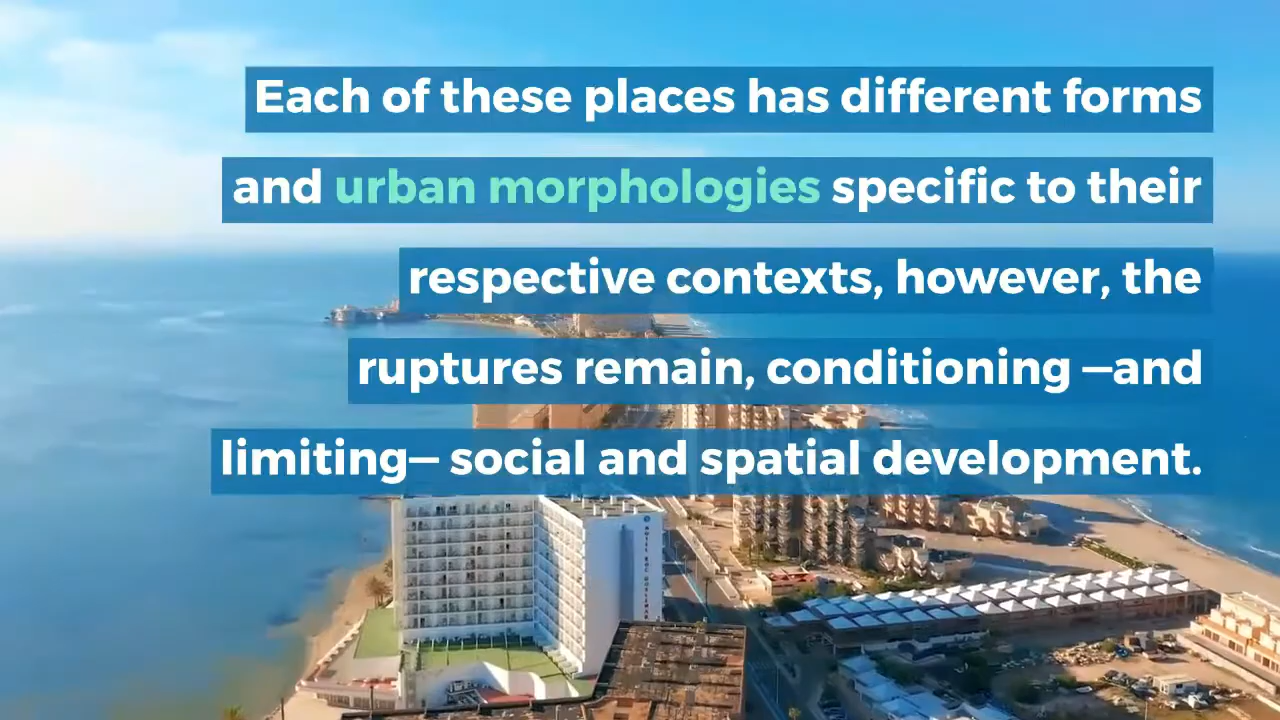 Each of these places has different forms
and urban morphologies specific to their
respective contexts, however, the
ruptures remain, conditioning —and
limiting— social and spatial development.